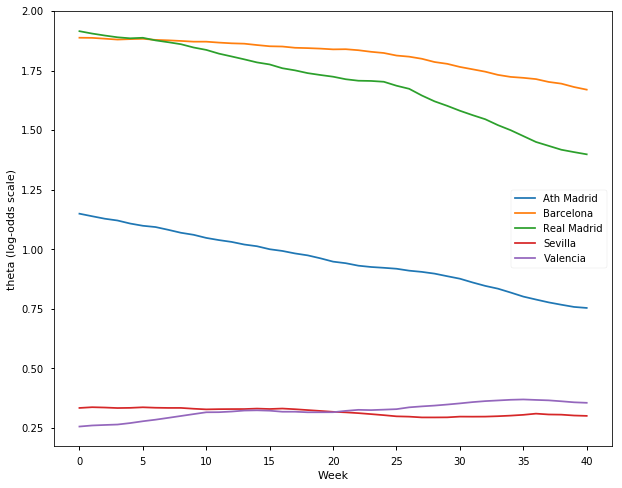 2.00
1.75
1.50
1.25
1.00
0.75
0.50
0.25
theta (log-odds scale)
Ath Madrid
Barcelona
Real Madrid
Sevilla
Valencia
0 5 10 15 20 25 30 35 40
Week